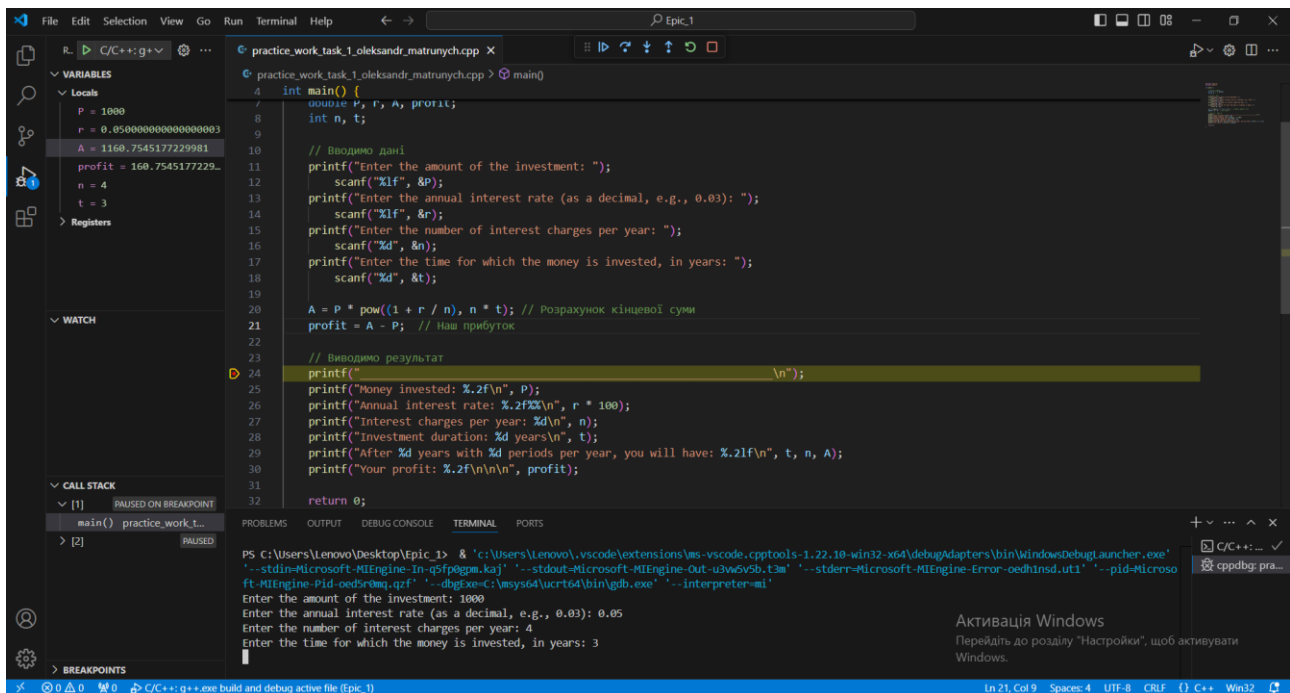 File Edit Selection View Go Run Terminal Help
Epic_1
R.. C/C++: g+
practice_work_task_1_oleksandr_matrunych.cpp
VARIABLES
Locals
P = 1000
r = 0.050000000000000003
A = 1160.7545177229981
profit = 160.7545177229…
n = 4
t = 3
Registers
WATCH
CALL STACK
[1] PAUSED ON BREAKPOINT
main() practice_work_t...
[2] PAUSED
BREAKPOINTS
practice_work_task_1_oleksandr_matrunych.cpp > main()
4 int main() {
7 double P, r, A, profit;
8 int n, t;
9
10 // Вводимо дані
11 printf("Enter the amount of the investment: ");
12 scanf("%lf", &P);
13 printf("Enter the annual interest rate (as a decimal, e.g., 0.03): ");
14 scanf("%lf", &r);
15 printf("Enter the number of interest charges per year: ");
16 scanf("%d", &n);
17 printf("Enter the time for which the money is invested, in years: ");
18 scanf("%d", &t);
19
20 A = P * pow((1 + r / n), n * t); // Розрахунок кінцевої суми
21 profit = A - P; // Наш прибуток
22
23 // Виводимо результат
24 printf("_______________________________________________________________\n");
25 printf("Money invested: %.2f\n", P);
26 printf("Annual interest rate: %.2f%%\n", r * 100);
27 printf("Interest charges per year: %d\n", n);
28 printf("Investment duration: %d years\n", t);
29 printf("After %d years with %d periods per year, you will have: %.2lf\n", t, n, A);
30 printf("Your profit: %.2f\n\n\n", profit);
31
32 return 0;
PROBLEMS OUTPUT DEBUG CONSOLE TERMINAL PORTS
PS C:\Users\Lenovo\Desktop\Epic_1> & 'c:\Users\Lenovo\.vscode\extensions\ms-vscode.cpptools-1.22.10-win32-x64\debugAdapters\bin\WindowsDebugLauncher.exe'
'--stdin=Microsoft-MIEngine-In-q5fp0gpm.kaj' '--stdout=Microsoft-MIEngine-Out-u3vw5v5b.t3m' '--stderr=Microsoft-MIEngine-Error-oedh1nsd.ut1' '--pid=Microso
ft-MIEngine-Pid-oed5r0mq.qzf' '--dbgExe=C:\msys64\ucrt64\bin\gdb.exe' '--interpreter=mi'
Enter the amount of the investment: 1000
Enter the annual interest rate (as a decimal, e.g., 0.03): 0.05
Enter the number of interest charges per year: 4
Enter the time for which the money is invested, in years: 3
C/C++: ...
cppdbg: pra...
Активація Windows
Перейдіть до розділу "Настройки", щоб активувати
Windows.
0 0 0 C/C++: g++.exe build and debug active file (Epic_1)
Ln 21, Col 9 Spaces: 4 UTF-8 CRLF {} C++ Win32